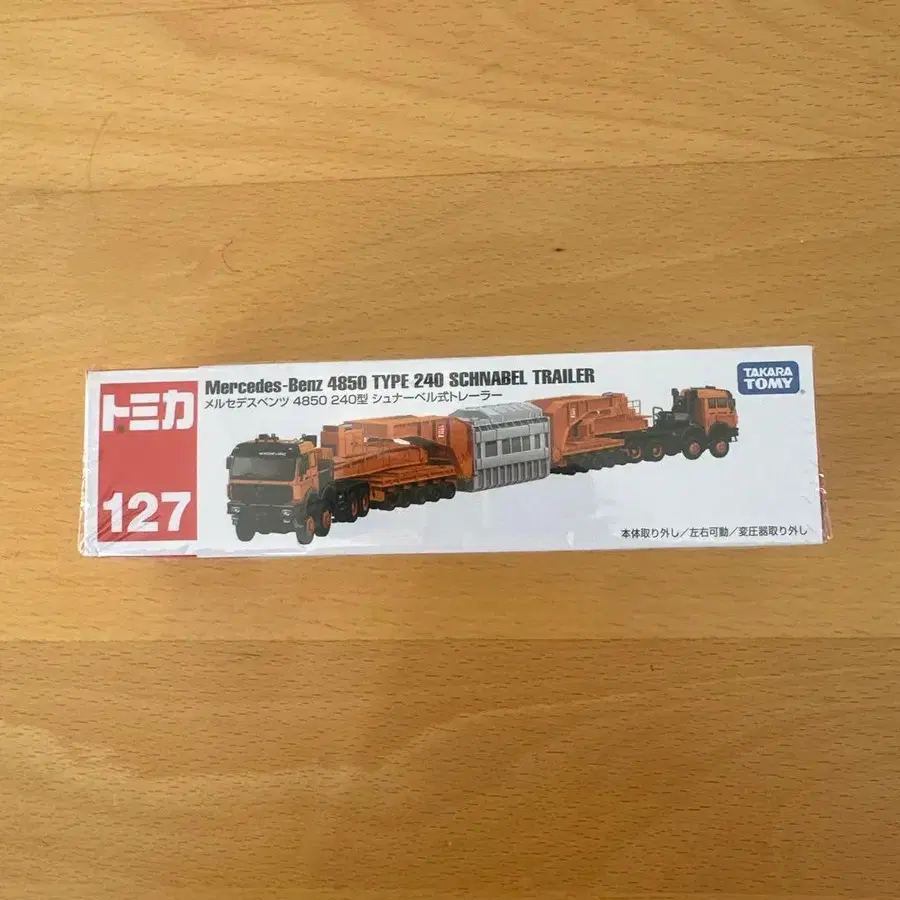 トミカ
127
Mercedes-Benz 4850 TYPE 240 SCHNABEL TRAILER
メルセデスベンツ 4850 240型 シュナーベル式トレーラー
TAKARA
TOMY
本体取り外し/左右可動/変圧器取り外し